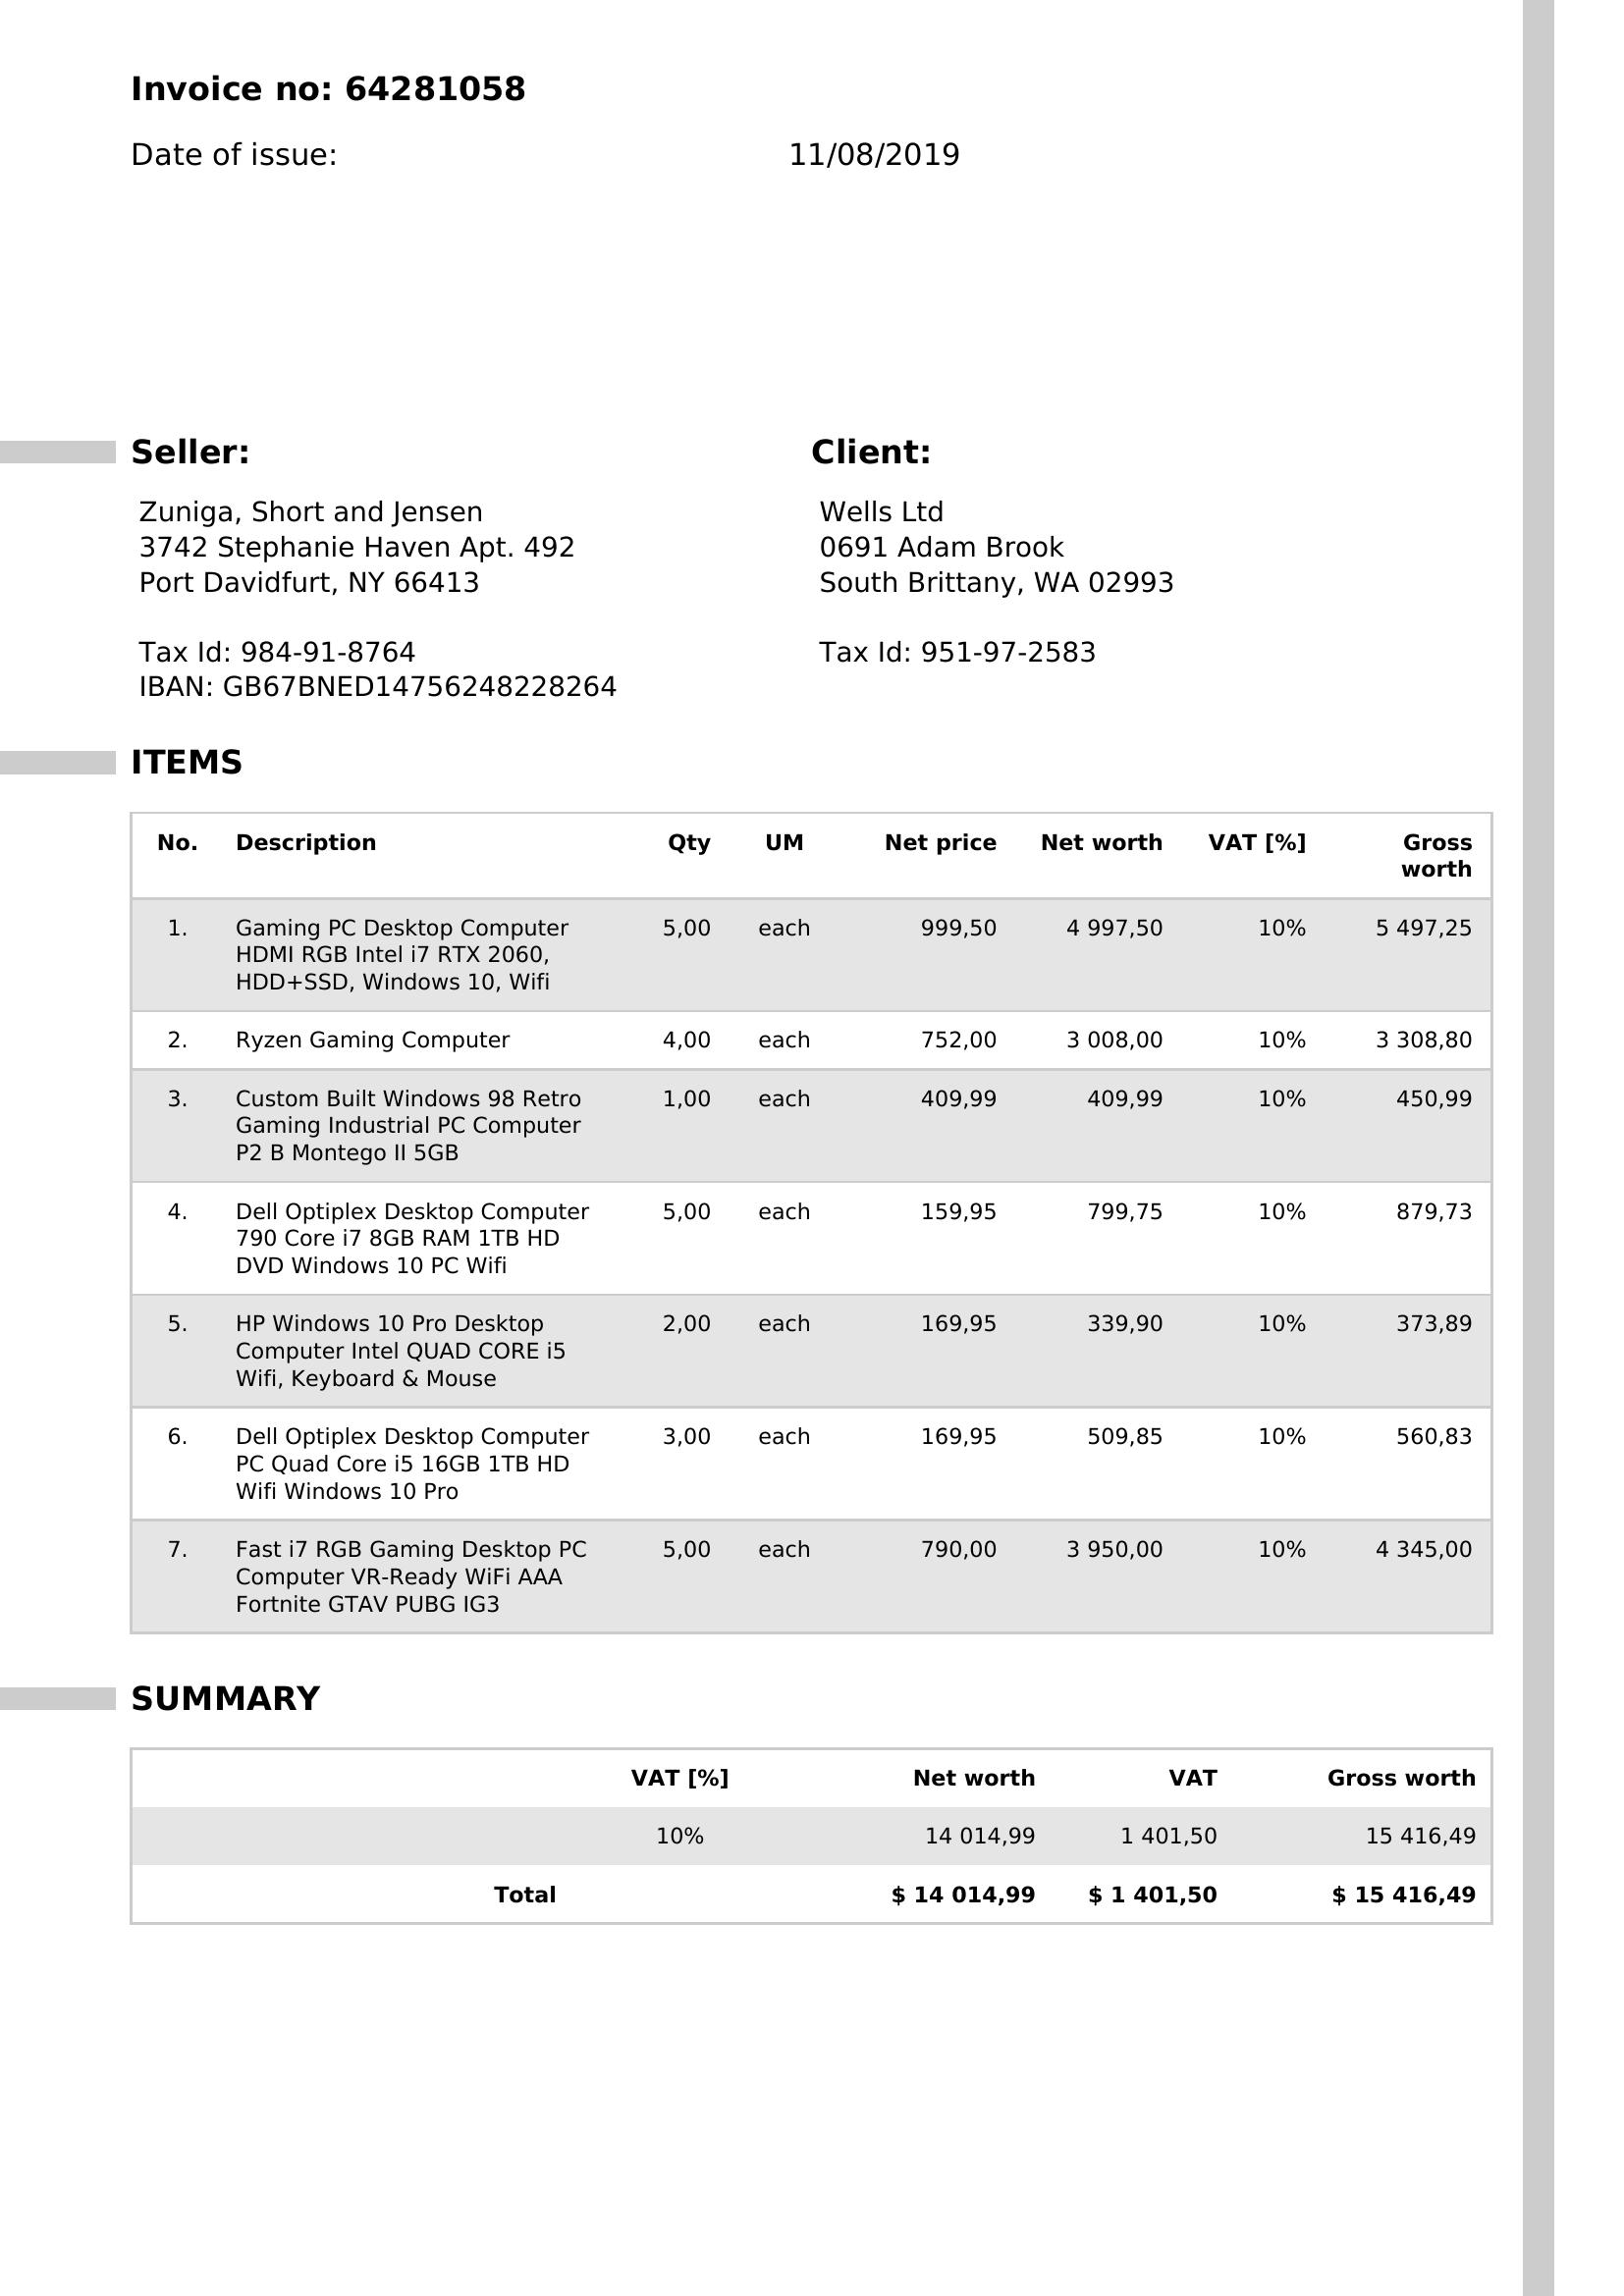 Invoice no: 64281058
Date of issue: 11/08/2019
Seller:
Zuniga, Short and Jensen
3742 Stephanie Haven Apt. 492
Port Davidfurt, NY 66413
Tax Id: 984-91-8764
IBAN: GB67BNED14756248228264
Client:
Wells Ltd
0691 Adam Brook
South Brittany, WA 02993
Tax Id: 951-97-2583
ITEMS
No. Description Qty UM Net price Net worth VAT [%] Gross
worth
1. Gaming PC Desktop Computer 5,00 each 999,50 4 997,50 10% 5 497,25
HDMI RGB Intel i7 RTX 2060,
HDD+SSD, Windows 10, Wifi
2. Ryzen Gaming Computer 4,00 each 752,00 3 008,00 10% 3 308,80
3. Custom Built Windows 98 Retro 1,00 each 409,99 409,99 10% 450,99
Gaming Industrial PC Computer
P2 B Montego II 5GB
4. Dell Optiplex Desktop Computer 5,00 each 159,95 799,75 10% 879,73
790 Core i7 8GB RAM 1TB HD
DVD Windows 10 PC Wifi
5. HP Windows 10 Pro Desktop 2,00 each 169,95 339,90 10% 373,89
Computer Intel QUAD CORE i5
Wifi, Keyboard & Mouse
6. Dell Optiplex Desktop Computer 3,00 each 169,95 509,85 10% 560,83
PC Quad Core i5 16GB 1TB HD
Wifi Windows 10 Pro
7. Fast i7 RGB Gaming Desktop PC 5,00 each 790,00 3 950,00 10% 4 345,00
Computer VR-Ready WiFi AAA
Fortnite GTAV PUBG IG3
SUMMARY
VAT [%] Net worth VAT Gross worth
10% 14 014,99 1 401,50 15 416,49
Total $ 14 014,99 $ 1 401,50 $ 15 416,49